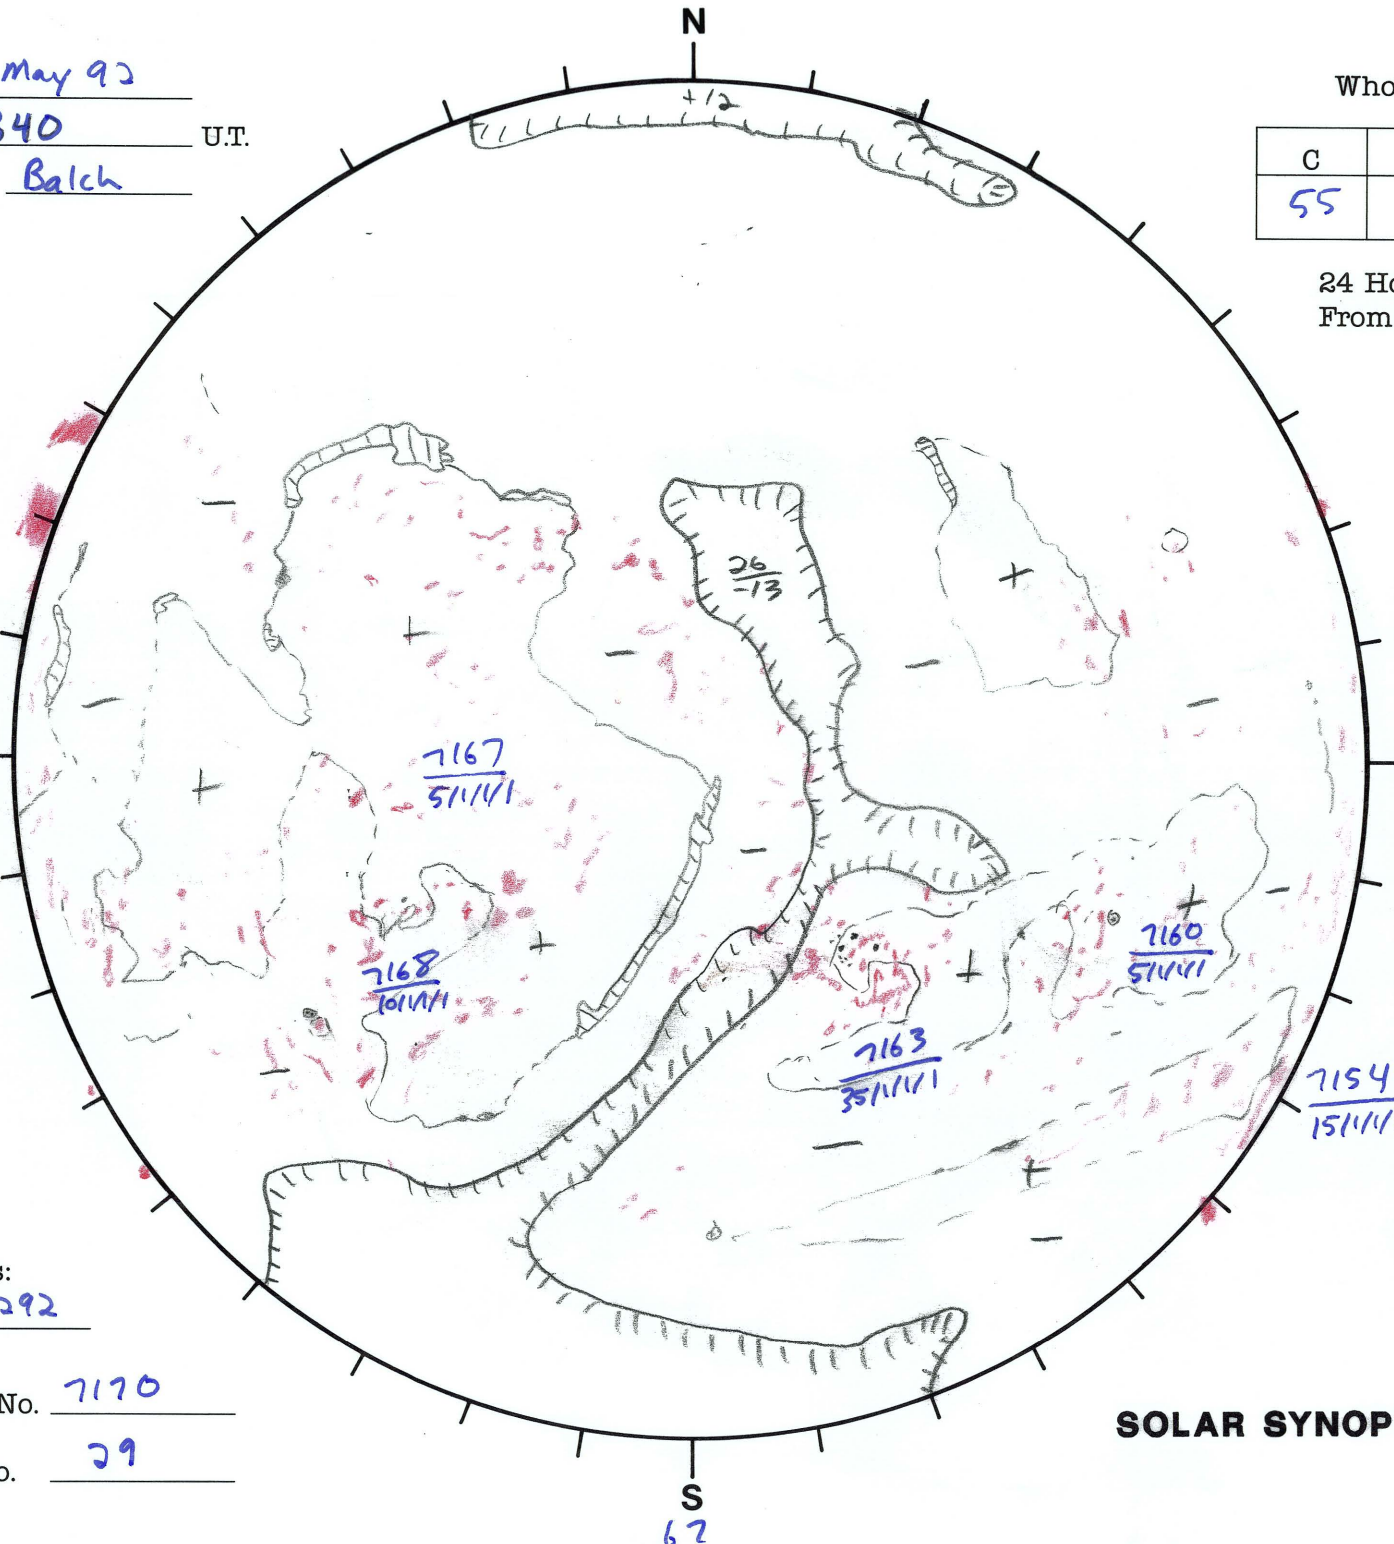 N
May 92
340 U.T.
Balch
+12
Who
C
55
24 Ho
From
26
-13
7167
5/1/1/1
7168
10/1/1/1
7160
5/1/1/1
7163
35/1/1/1
7154
15/1/1/
s:
292
No. 7170
o. 29
SOLAR SYNOP
S
62